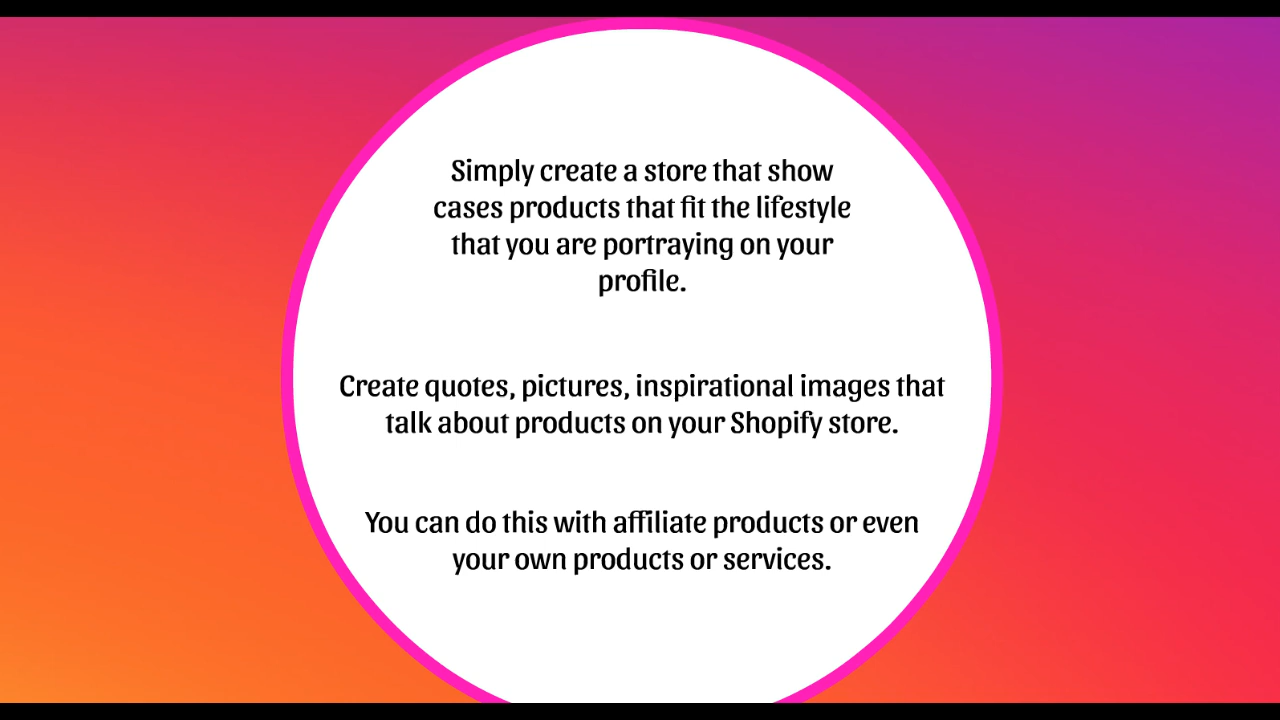 Simply create a store that show
cases products that fit the lifestyle
that you are portraying on your
profile.
Create quotes, pictures, inspirational images that
talk about products on your Shopify store.
You can do this with affiliate products or even
your own products or services.